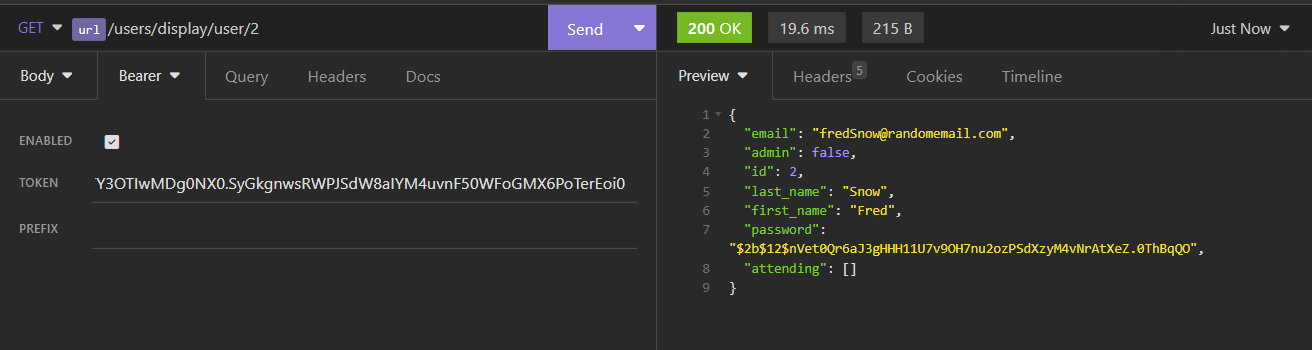 GET url /users/display/user/2 Send
Body Bearer Query Headers Docs
ENABLED
TOKEN Y3OTIwMDg0NX0.SyGkgnwsRWPJSdW8aIYM4uvnF50WFoGMX6PoTerEoi0
PREFIX
200 OK 19.6 ms 215 B Just Now
Preview Headers 5 Cookies Timeline
1 {
2 "email": "fredSnow@randomemail.com",
3 "admin": false,
4 "id": 2,
5 "last_name": "Snow",
6 "first_name": "Fred",
7 "password":
"$2b$12$nVet0Qr6aJ3gHHH11U7v9OH7nu2ozPSdXzyM4vNrAtXeZ.0ThBqQO",
8 "attending": []
9 }